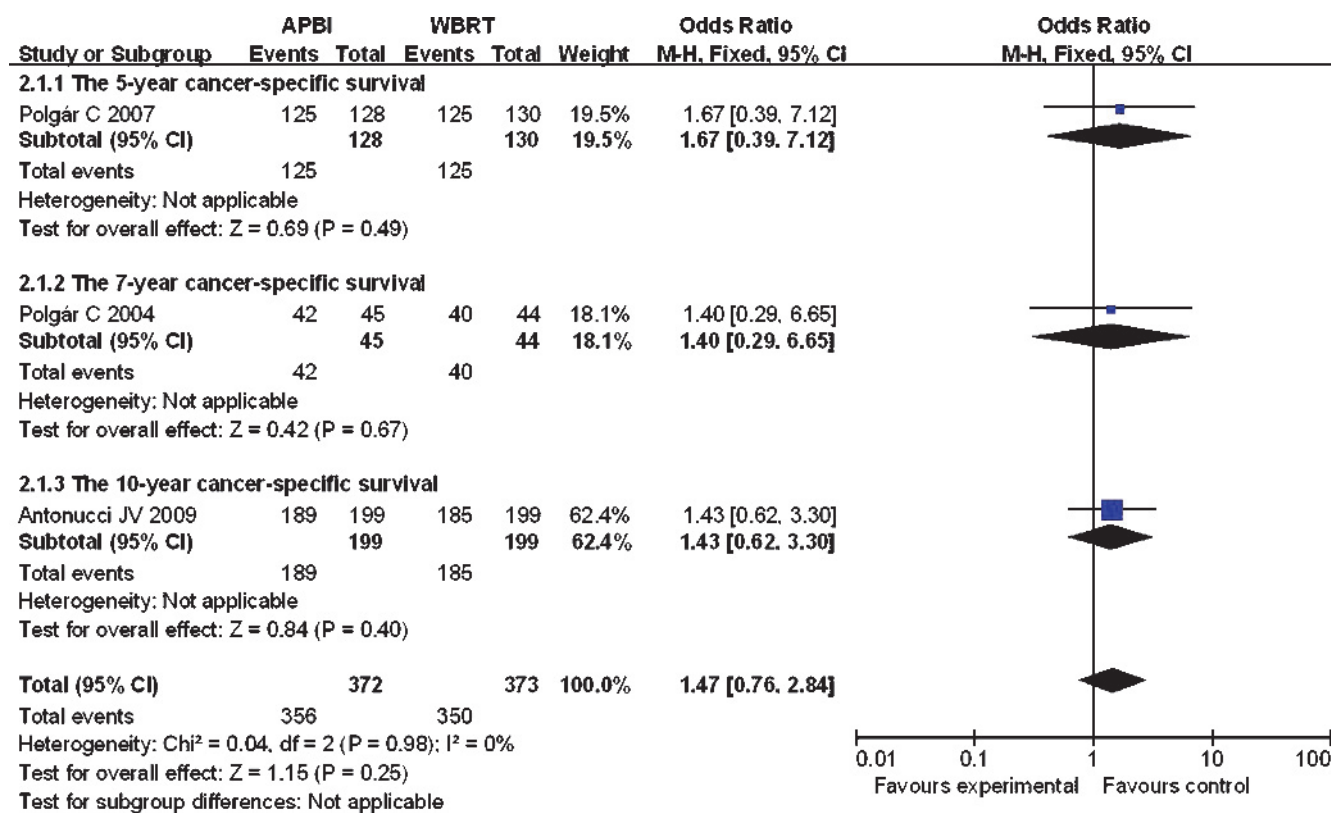 APBI WBRT Odds Ratio Odds Ratio
Study or Subgroup Events Total Events Total Weight M-H, Fixed, 95% CI M-H, Fixed, 95% CI
2.1.1 The 5-year cancer-specific survival
Polgár C 2007 125 128 125 130 19.5% 1.67 [0.39, 7.12]
Subtotal (95% CI) 128 130 19.5% 1.67 [0.39, 7.12]
Total events 125 125
Heterogeneity: Not applicable
Test for overall effect: Z = 0.69 (P = 0.49)
2.1.2 The 7-year cancer-specific survival
Polgár C 2004 42 45 40 44 18.1% 1.40 [0.29, 6.65]
Subtotal (95% CI) 45 44 18.1% 1.40 [0.29, 6.65]
Total events 42 40
Heterogeneity: Not applicable
Test for overall effect: Z = 0.42 (P = 0.67)
2.1.3 The 10-year cancer-specific survival
Antonucci JV 2009 189 199 185 199 62.4% 1.43 [0.62, 3.30]
Subtotal (95% CI) 199 199 62.4% 1.43 [0.62, 3.30]
Total events 189 185
Heterogeneity: Not applicable
Test for overall effect: Z = 0.84 (P = 0.40)
Total (95% CI) 372 373 100.0% 1.47 [0.76, 2.84]
Total events 356 350
Heterogeneity: Chi² = 0.04, df = 2 (P = 0.98); I² = 0%
Test for overall effect: Z = 1.15 (P = 0.25)
Test for subgroup differences: Not applicable
0.01 0.1 1 10 100
Favours experimental Favours control